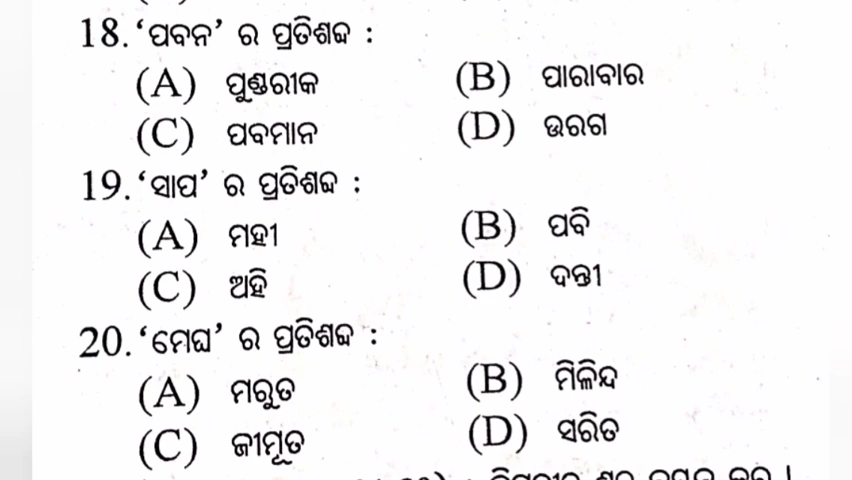 18. ‘ପବନ’ ର ପ୍ରତିଶବ୍ଦ :
(A) ପୁଣ୍ଡରୀକ (B) ପାରାବାର
(C) ପବମାନ (D) ଉରଗ
19. ‘ସାପ’ ର ପ୍ରତିଶବ୍ଦ :
(A) ମହୀ (B) ପବି
(C) ଅହି (D) ଦନ୍ତୀ
20. ‘ମେଘ’ ର ପ୍ରତିଶବ୍ଦ :
(A) ମରୁତ (B) ମିଳିନ୍ଦ
(C) ଜୀମୂତ (D) ସରିତ